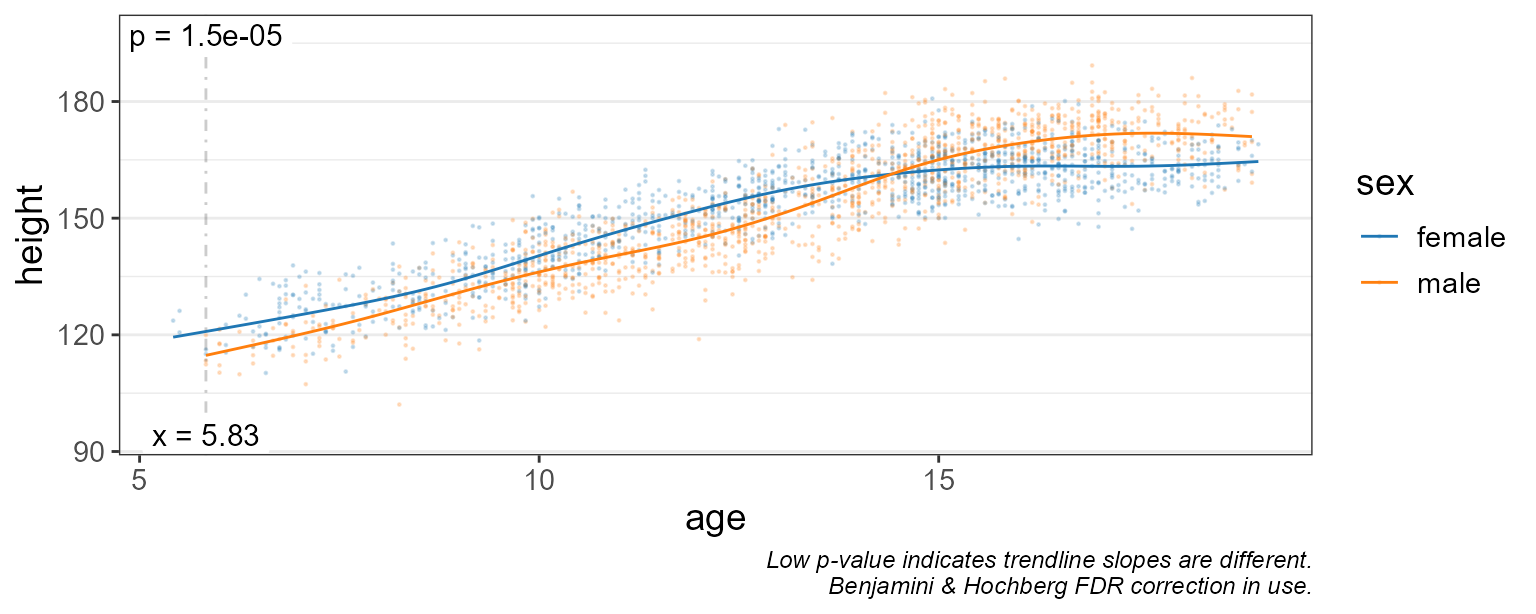 p = 1.5e-05
180
150
120
90
height
x = 5.83
5
10
15
age
sex
female
male
Low p-value indicates trendline slopes are different.
Benjamini & Hochberg FDR correction in use.